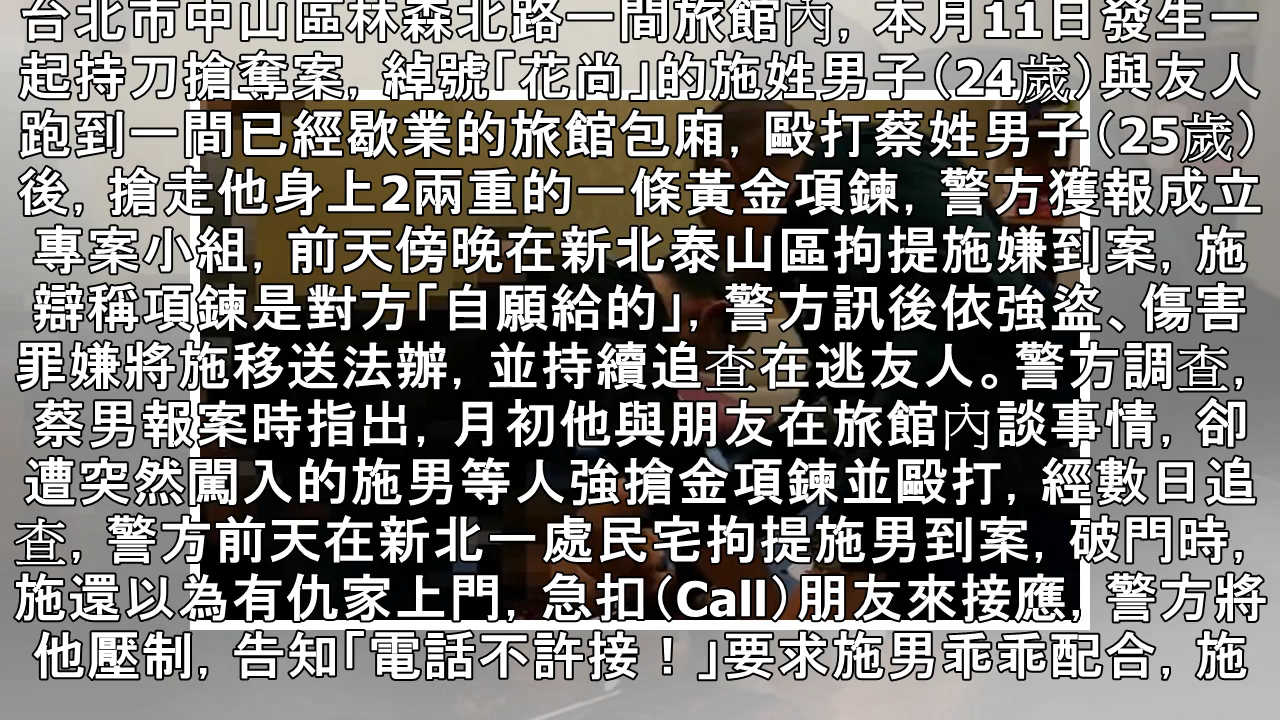 台北市中山區林森北路一間旅館內, 本月11日發生一
起持刀搶奪案, 綽號「花尚」的施姓男子(24歲)與友人
跑到一間已經歇業的旅館包廂, 毆打蔡姓男子(25歲)
後, 搶走他身上2兩重的一條黃金項鍊, 警方獲報成立
專案小組, 前天傍晚在新北泰山區拘提施嫌到案, 施
辯稱項鍊是對方「自願給的」, 警方訊後依強盜、傷害
罪嫌將施移送法辦, 並持續追查在逃友人。警方調查,
蔡男報案時指出, 月初他與朋友在旅館內談事情, 卻
遭突然闖入的施男等人強搶金項鍊並毆打, 經數日追
查, 警方前天在新北一處民宅拘提施男到案, 破門時,
施還以為有仇家上門, 急扣(Call)朋友來接應, 警方將
他壓制, 告知「電話不許接！」要求施男乖乖配合, 施